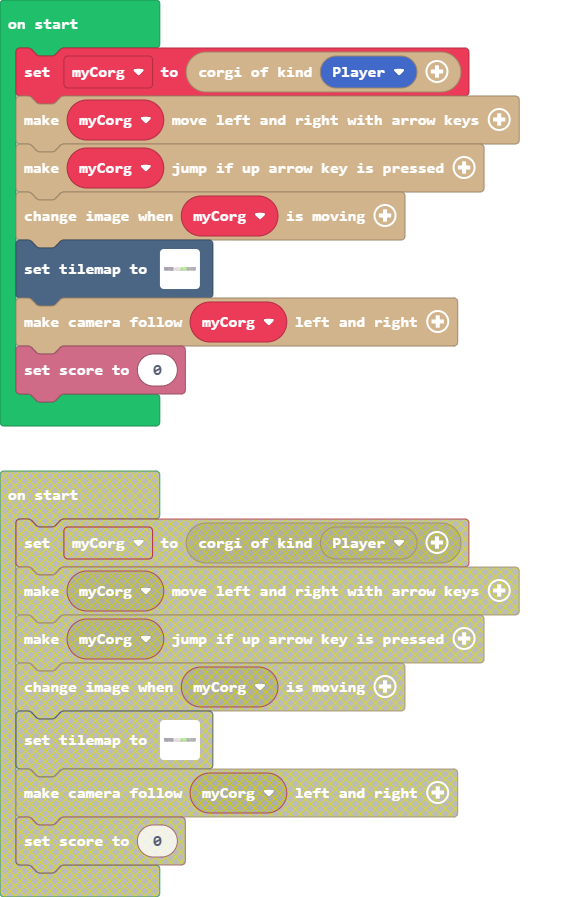 on start
set myCorg to corgi of kind Player
make myCorg move left and right with arrow keys
make myCorg jump if up arrow key is pressed
change image when myCorg is moving
set tilemap to
make camera follow myCorg left and right
set score to 0
on start
set myCorg to corgi of kind Player
make myCorg move left and right with arrow keys
make myCorg jump if up arrow key is pressed
change image when myCorg is moving
set tilemap to
make camera follow myCorg left and right
set score to 0